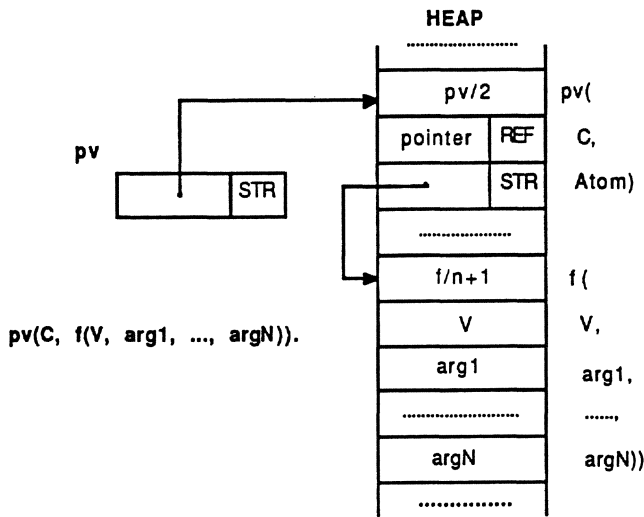 HEAP
....................
pv/2 pv(
pointer REF C,
pv
STR STR Atom)
....................
f/n+1 f(
pv(C, f(V, arg1, ..., argN)).
V V,
arg1 arg1,
.................... ......,
argN argN))
....................